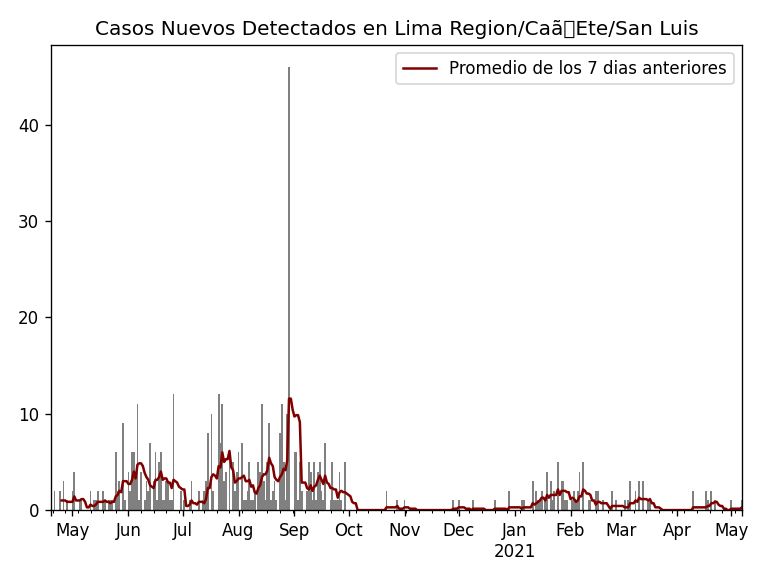 Casos Nuevos Detectados en Lima Region/Caã▯Ete/San Luis
Promedio de los 7 dias anteriores
40
30
20
10
0
May Jun Jul Aug Sep Oct Nov Dec Jan Feb Mar Apr May
2021